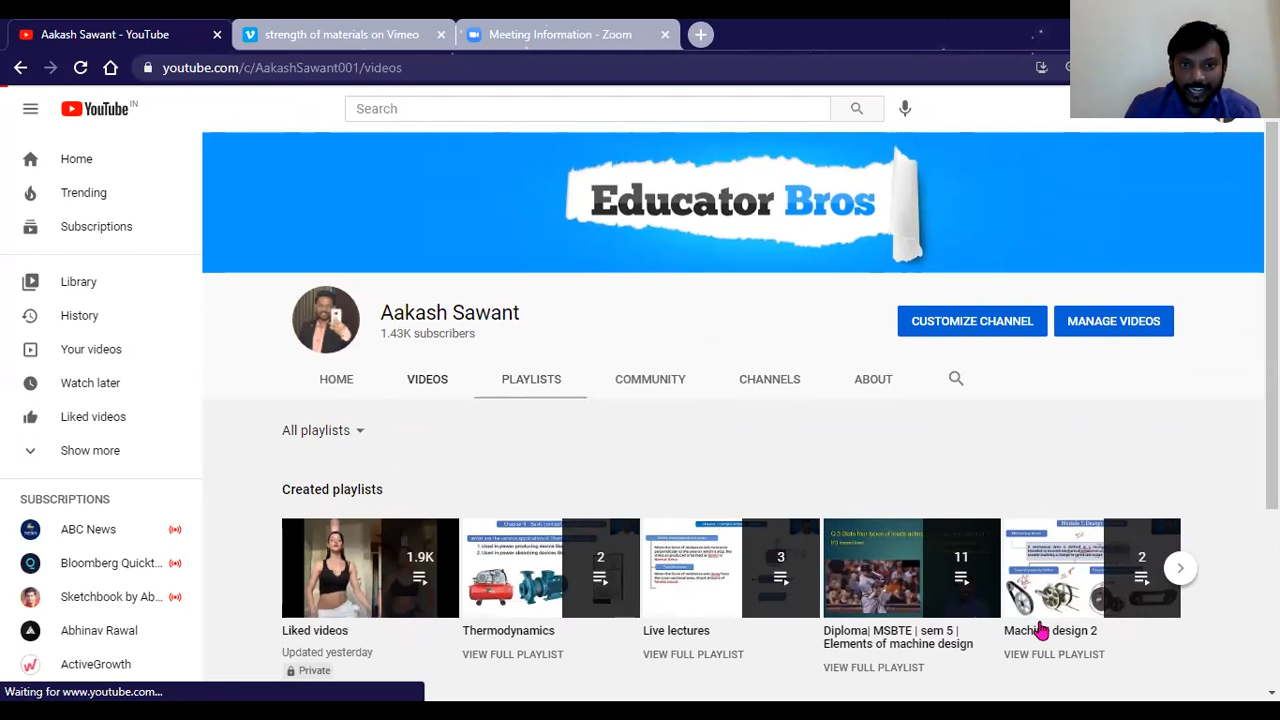 Aakash Sawant - YouTube
strength of materials on Vimeo
Meeting Information - Zoom
youtube.com/c/AakashSawant001/videos
YouTube IN
Search
Home
Trending
Subscriptions
Library
History
Your videos
Watch later
Liked videos
Show more
SUBSCRIPTIONS
ABC News
Bloomberg Quickt...
Sketchbook by Ab...
Abhinav Rawal
ActiveGrowth
Educator Bros
Aakash Sawant
1.43K subscribers
CUSTOMIZE CHANNEL
MANAGE VIDEOS
HOME
VIDEOS
PLAYLISTS
COMMUNITY
CHANNELS
ABOUT
All playlists
Created playlists
1.9K
2
3
11
2
Liked videos
Updated yesterday
Private
Thermodynamics
VIEW FULL PLAYLIST
Live lectures
VIEW FULL PLAYLIST
Diploma| MSBTE | sem 5 |
Elements of machine design
VIEW FULL PLAYLIST
Machine design 2
VIEW FULL PLAYLIST
Waiting for www.youtube.com...